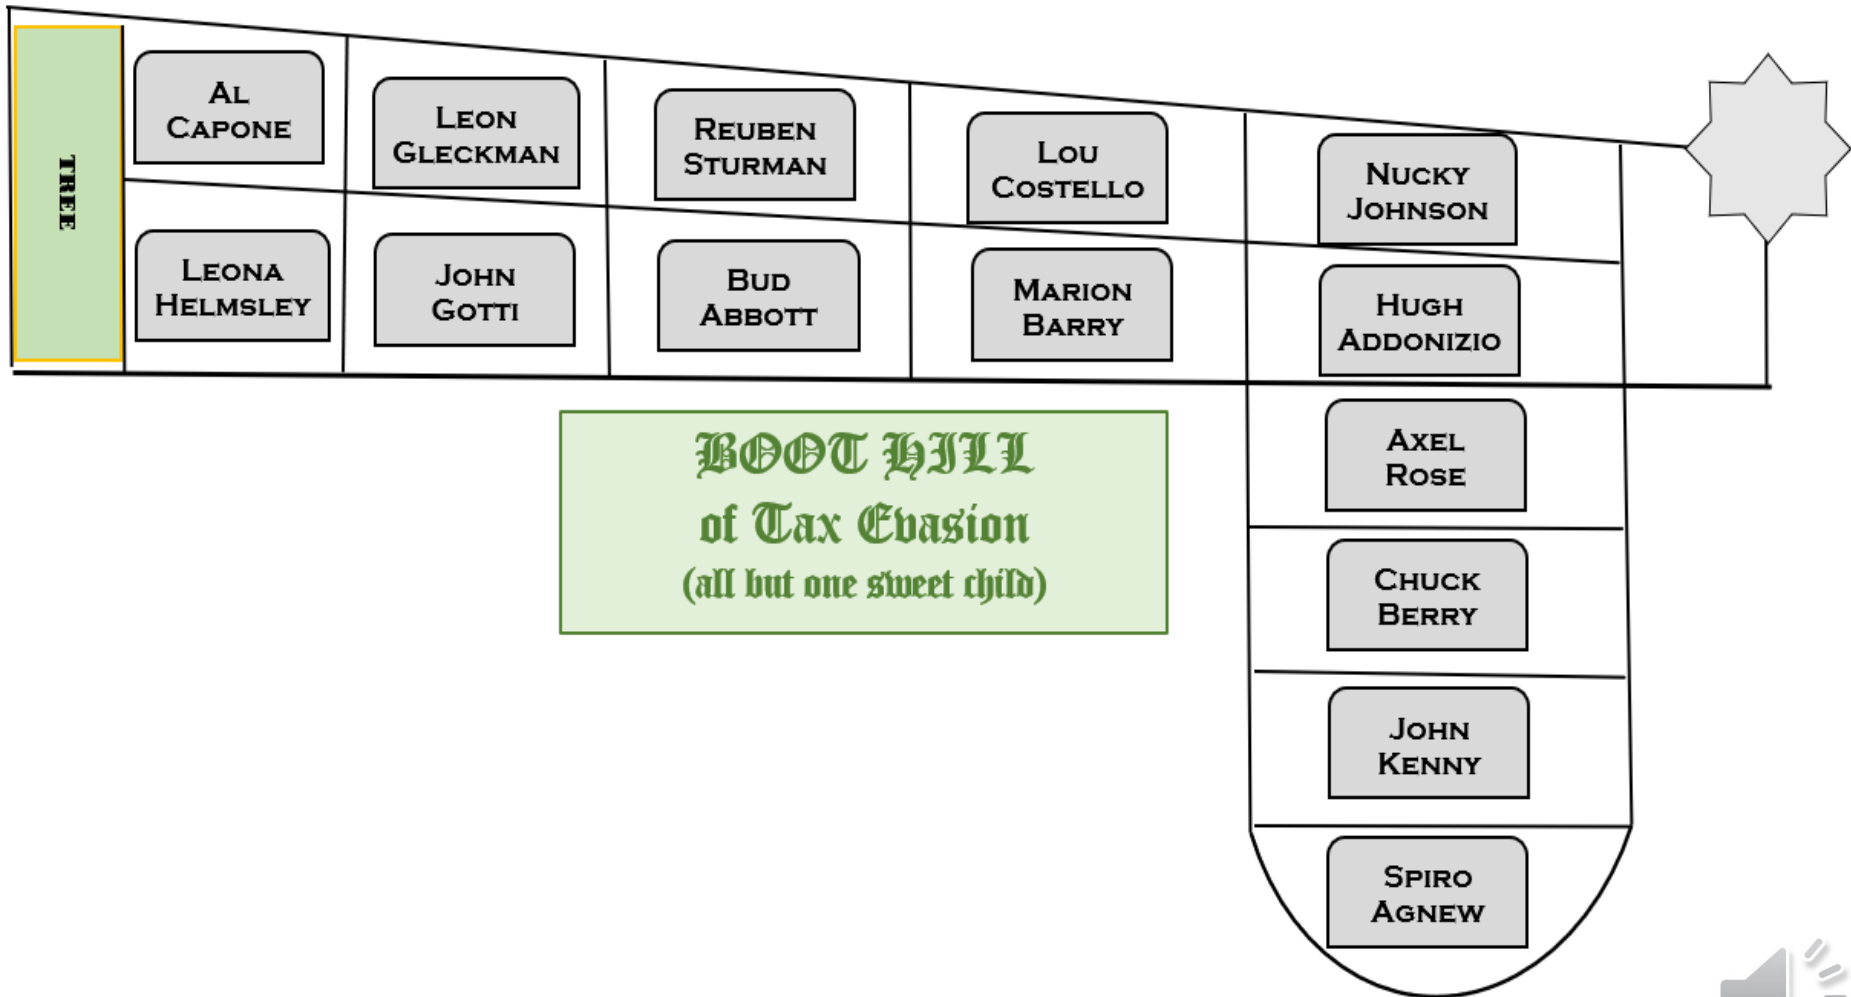 TREE
AL
CAPONE
LEON
GLECKMAN
REUBEN
STURMAN
LOU
COSTELLO
NUCKY
JOHNSON
LEONA
HELMSLEY
JOHN
GOTTI
BUD
ABBOTT
MARION
BARRY
HUGH
ADDONIZIO
BOOT HILL
of Tax Evasion
(all but one sweet child)
AXEL
ROSE
CHUCK
BERRY
JOHN
KENNY
SPIRO
AGNEW